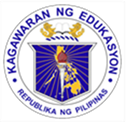 KAGAWARAN NG EDUKASYON
REPUBLIKA NG PILIPINAS